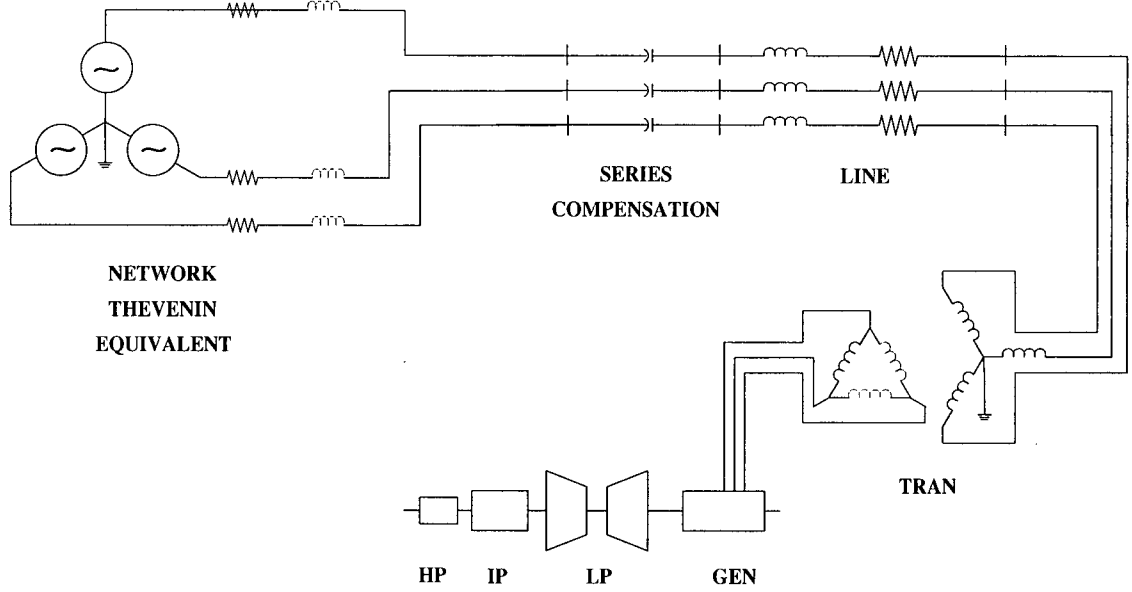 SERIES
COMPENSATION
LINE
NETWORK
THEVENIN
EQUIVALENT
TRAN
HP
IP
LP
GEN